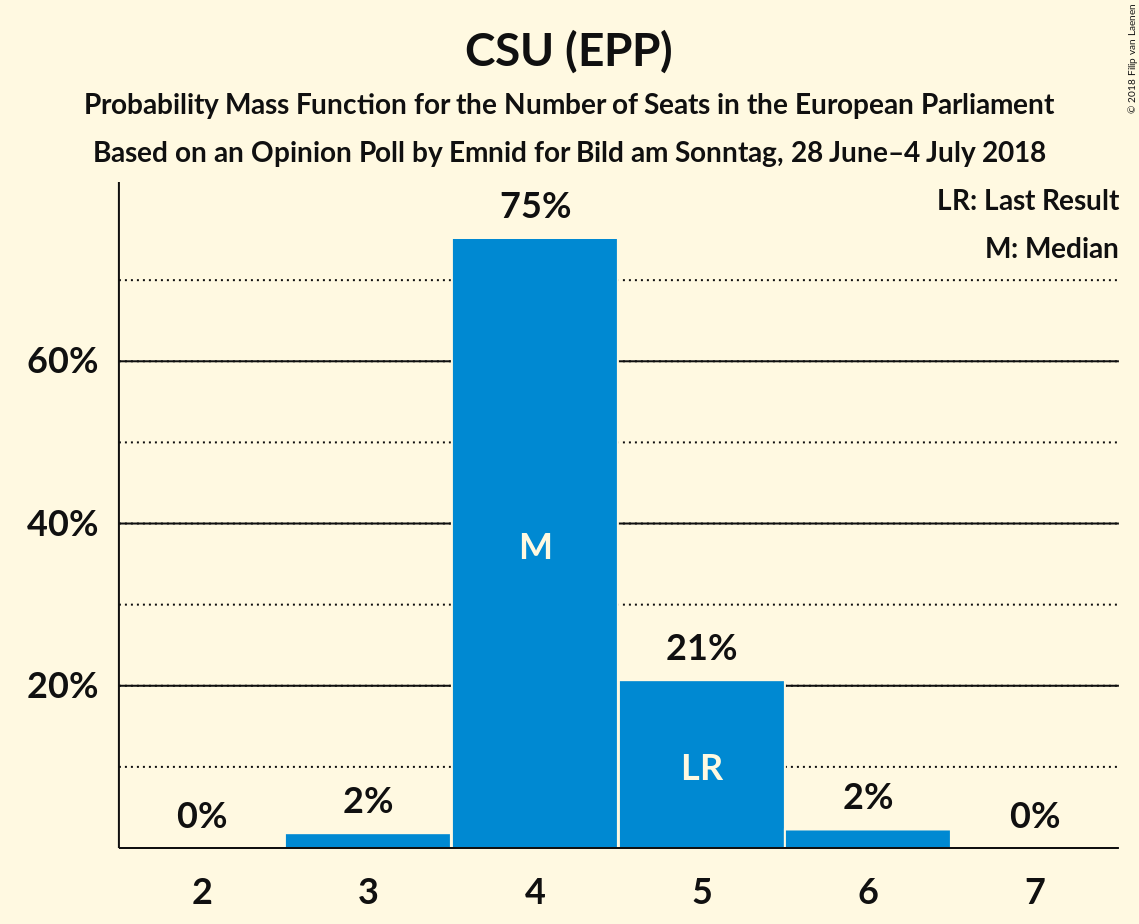 CSU (EPP)
Probability Mass Function for the Number of Seats in the European Parliament
Based on an Opinion Poll by Emnid for Bild am Sonntag, 28 June–4 July 2018
© 2018 Filip van Laenen
LR: Last Result
M: Median
75%
60%
40%
M
21%
20%
LR
0%
2%
2%
0%
2 3 4 5 6 7